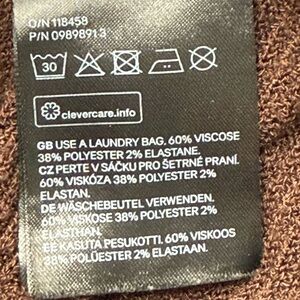 O/N 118458
P/N 0989891 3
30
clevercare.info
GB USE A LAUNDRY BAG. 60% VISCOSE
38% POLYESTER 2% ELASTANE.
CZ PERTE V SÁČKU PRO ŠETRNÉ PRANÍ.
60% VISKÓZA 38% POLYESTER 2%
ELASTAN.
DE WÄSCHEBEUTEL VERWENDEN.
60% VISKOSE 38% POLYESTER 2%
ELASTHAN.
EE KASUTA PESUKOTTI. 60% VISKOOS
38% POLÜESTER 2% ELASTAAN.